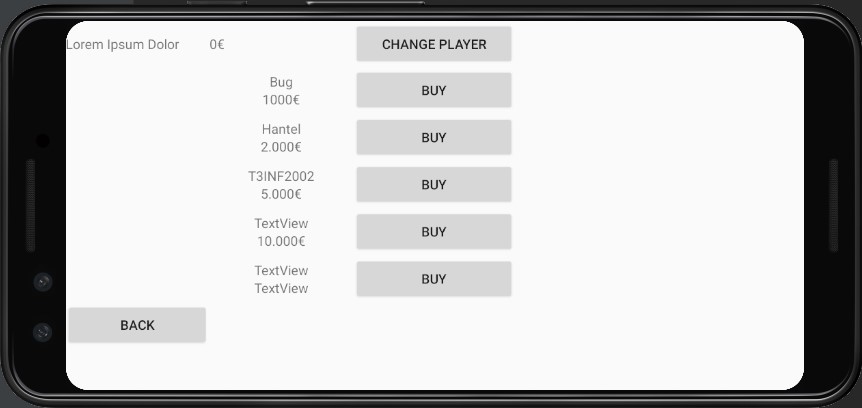 Lorem Ipsum Dolor 0€ CHANGE PLAYER
Bug
1000€
BUY
Hantel
2.000€
BUY
T3INF2002
5.000€
BUY
TextView
10.000€
BUY
TextView
TextView
BUY
BACK